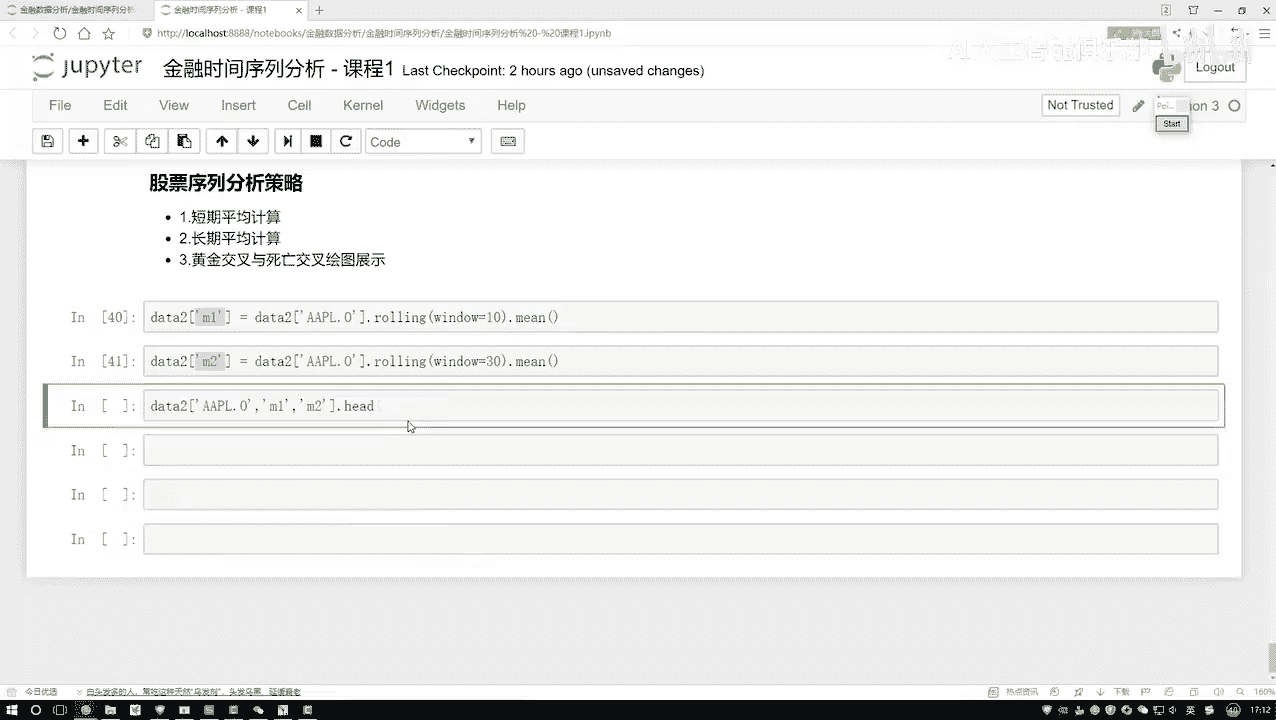 金融数据分析/金融时间序列分析
金融时间序列分析 - 课程1
http://localhost:8888/notebooks/金融数据分析/金融时间序列分析/金融时间序列分析%20-%20课程1.ipynb
jupyter 金融时间序列分析 - 课程1 Last Checkpoint: 2 hours ago (unsaved changes)
Logout
File Edit View Insert Cell Kernel Widgets Help
Not Trusted
on 3
Start
Code
股票序列分析策略
1.短期平均计算
2.长期平均计算
3.黄金交叉与死亡交叉绘图展示
In [40]: data2['m1'] = data2['AAPL.O'].rolling(window=10).mean()
In [41]: data2['m2'] = data2['AAPL.O'].rolling(window=30).mean()
In [ ]: data2['AAPL.O','m1','m2'].head
In [ ]:
In [ ]:
In [ ]:
今日优选
热点资讯
下载
160%
英
17:12